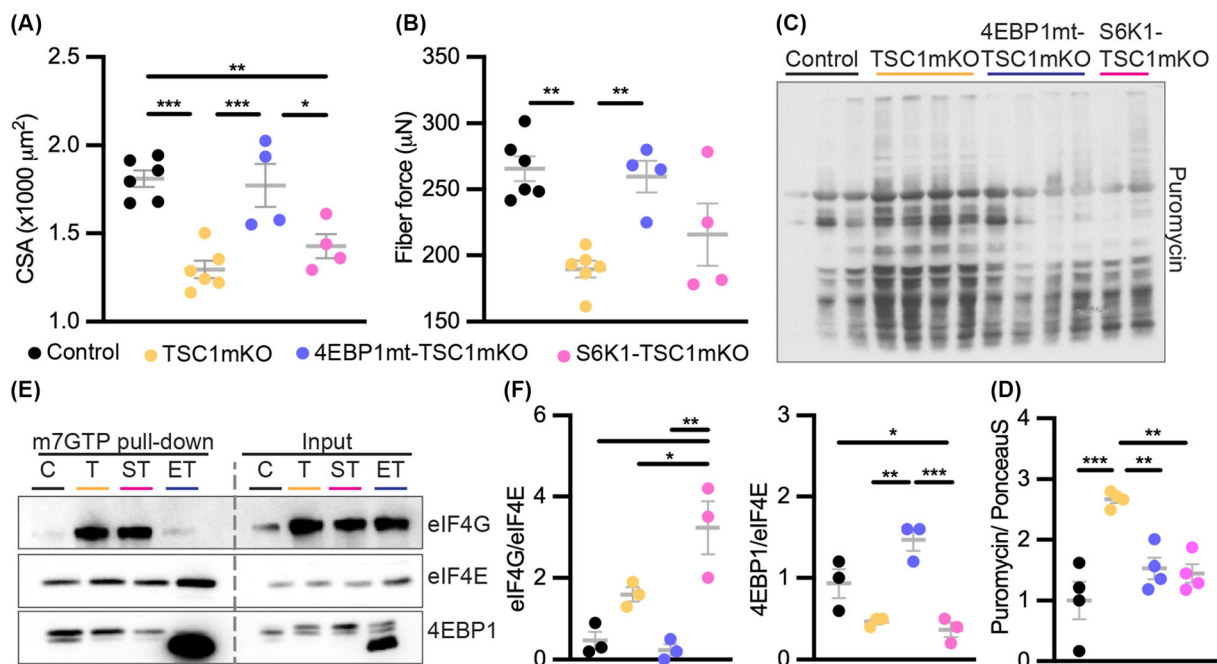 (A)
**
***
***
*
CSA (x1000 μm²)
2.0
1.8
1.5
1.0
(B)
**
**
Fiber force (μN)
350
300
250
200
150
Control
TSC1mKO
4EBP1mt-TSC1mKO
S6K1-TSC1mKO
(C)
Control
TSC1mKO
4EBP1mt-
TSC1mKO
S6K1-
TSC1mKO
Puromycin
(E)
m7GTP pull-down
Input
C
T
ST
ET
C
T
ST
ET
eIF4G
eIF4E
4EBP1
(F)
**
*
eIF4G/eIF4E
6
4
2
0
*
**
***
4EBP1/eIF4E
3
2
1
0
(D)
**
***
**
Puromycin/ PonceauS
4
3
2
1
0